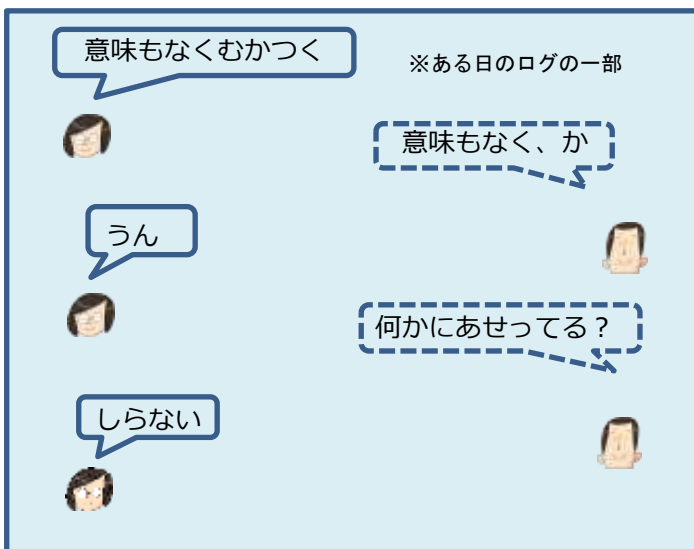 意味もなくむかつく
※ある日のログの一部
意味もなく、か
うん
何かにあせってる？
しらない